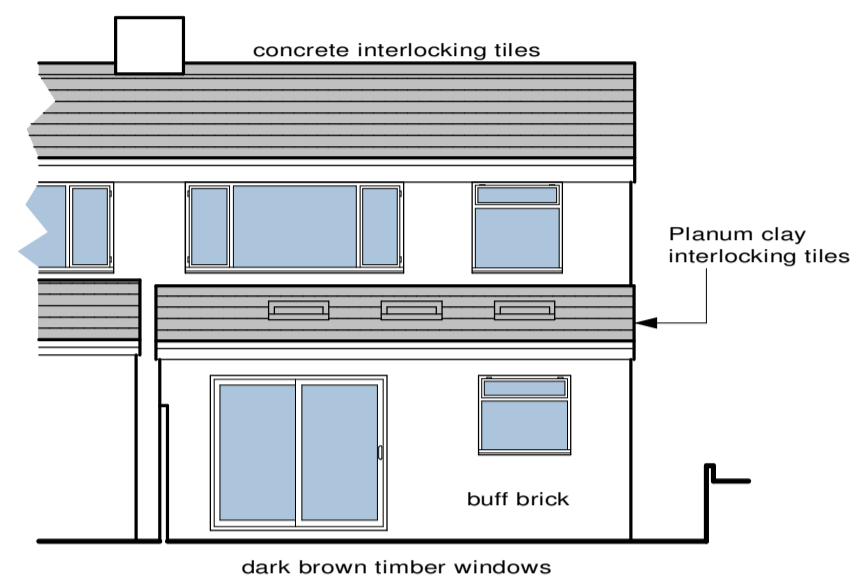 concrete interlocking tiles
Planum clay
interlocking tiles
buff brick
dark brown timber windows